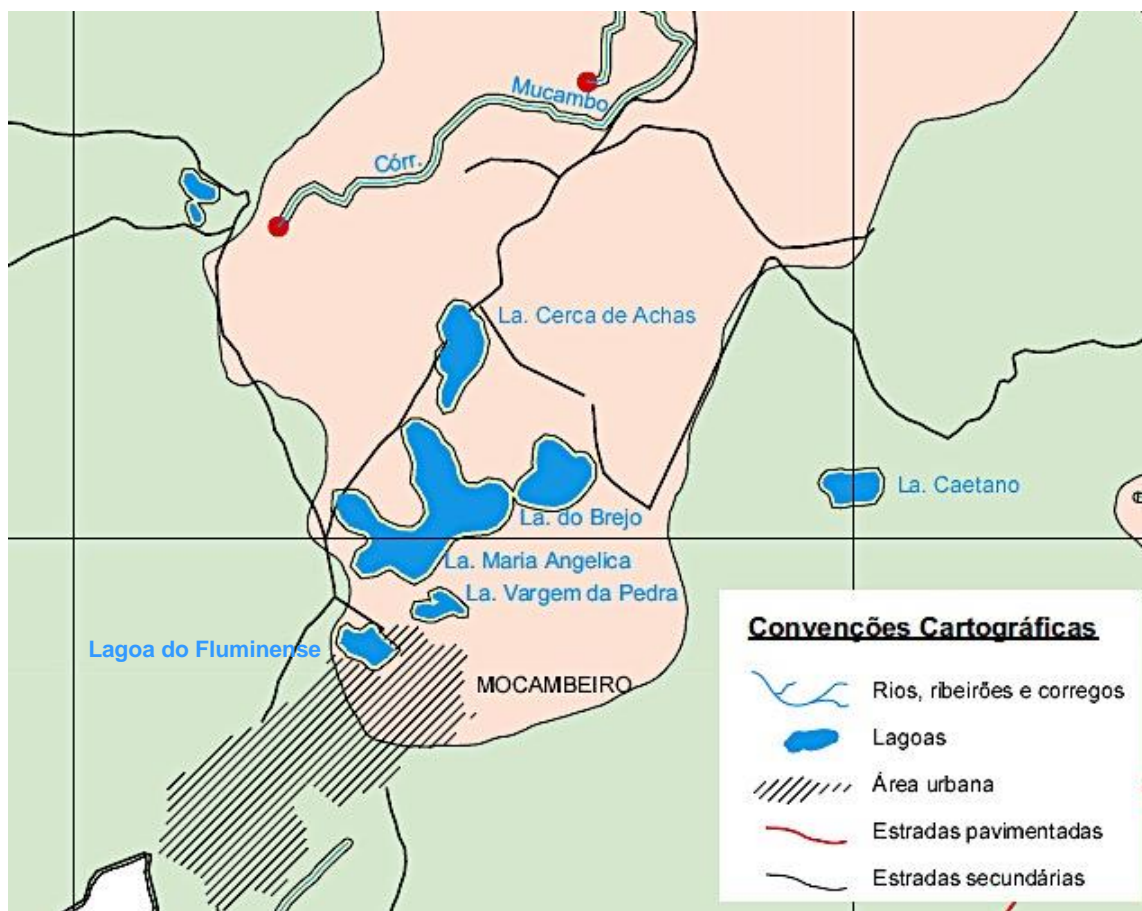 Mucambo
Córr.
La. Cerca de Achas
La. Caetano
La. do Brejo
La. Maria Angelica
La. Vargem da Pedra
Lagoa do Fluminense
MOCAMBEIRO
Convenções Cartográficas
Rios, ribeirões e corregos
Lagoas
Área urbana
Estradas pavimentadas
Estradas secundárias